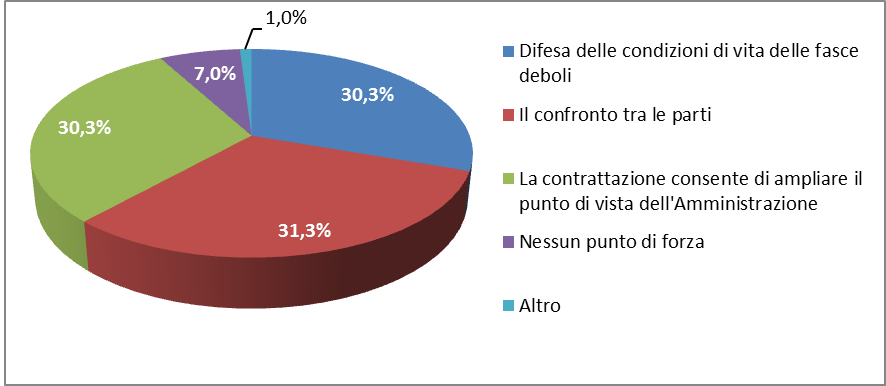 1,0%
7,0%
30,3%
30,3%
31,3%
Difesa delle condizioni di vita delle fasce
deboli
Il confronto tra le parti
La contrattazione consente di ampliare il
punto di vista dell'Amministrazione
Nessun punto di forza
Altro